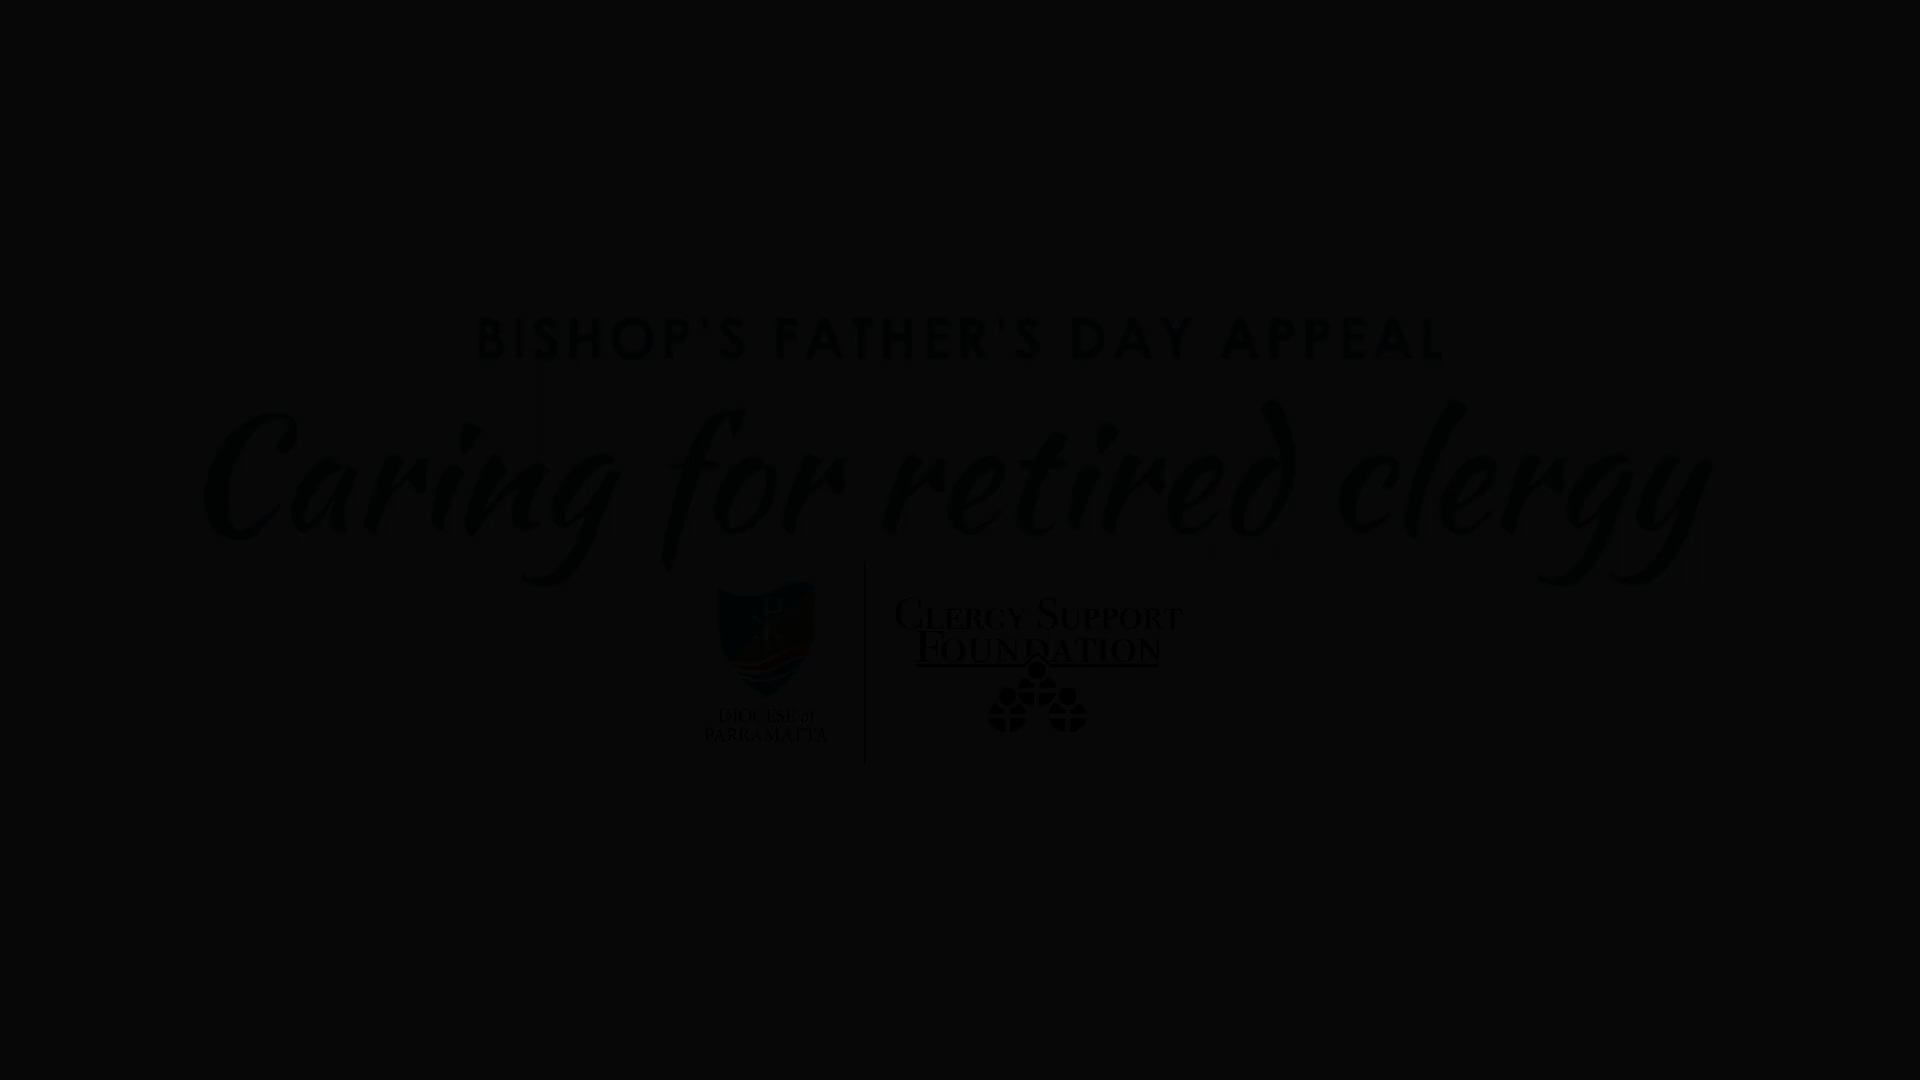 BISHOP'S FATHER'S DAY APPEAL
Caring for retired clergy
CLERGY SUPPORT
FOUNDATION
DIOCESE of
PARRAMATTA